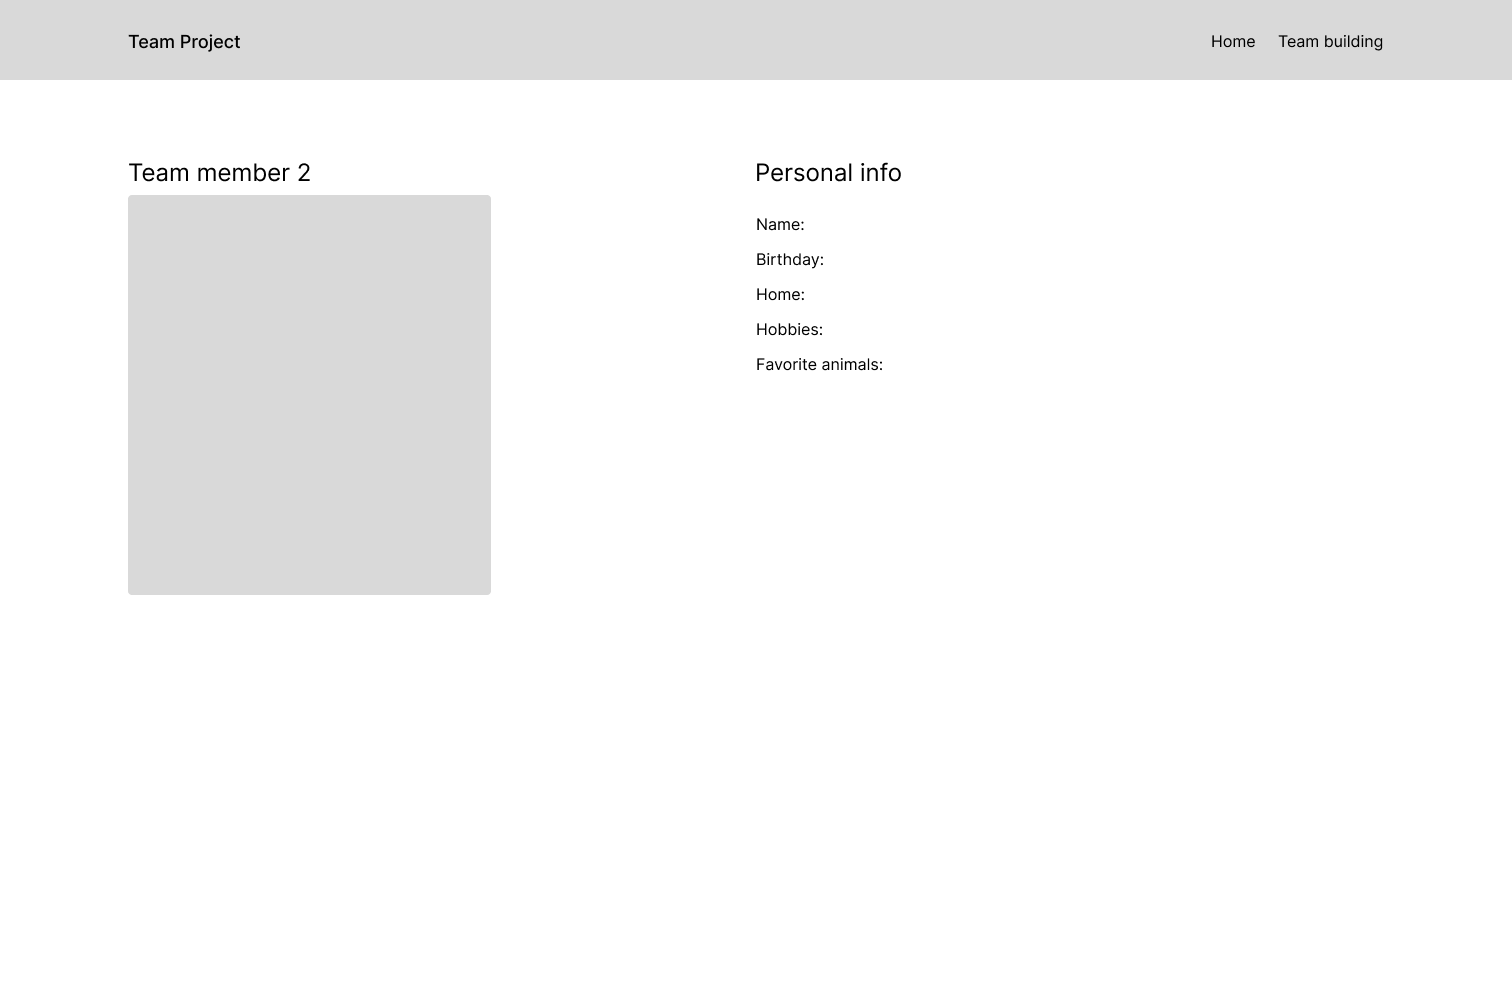 Team Project
Home Team building
Team member 2
Personal info
Name:
Birthday:
Home:
Hobbies:
Favorite animals: